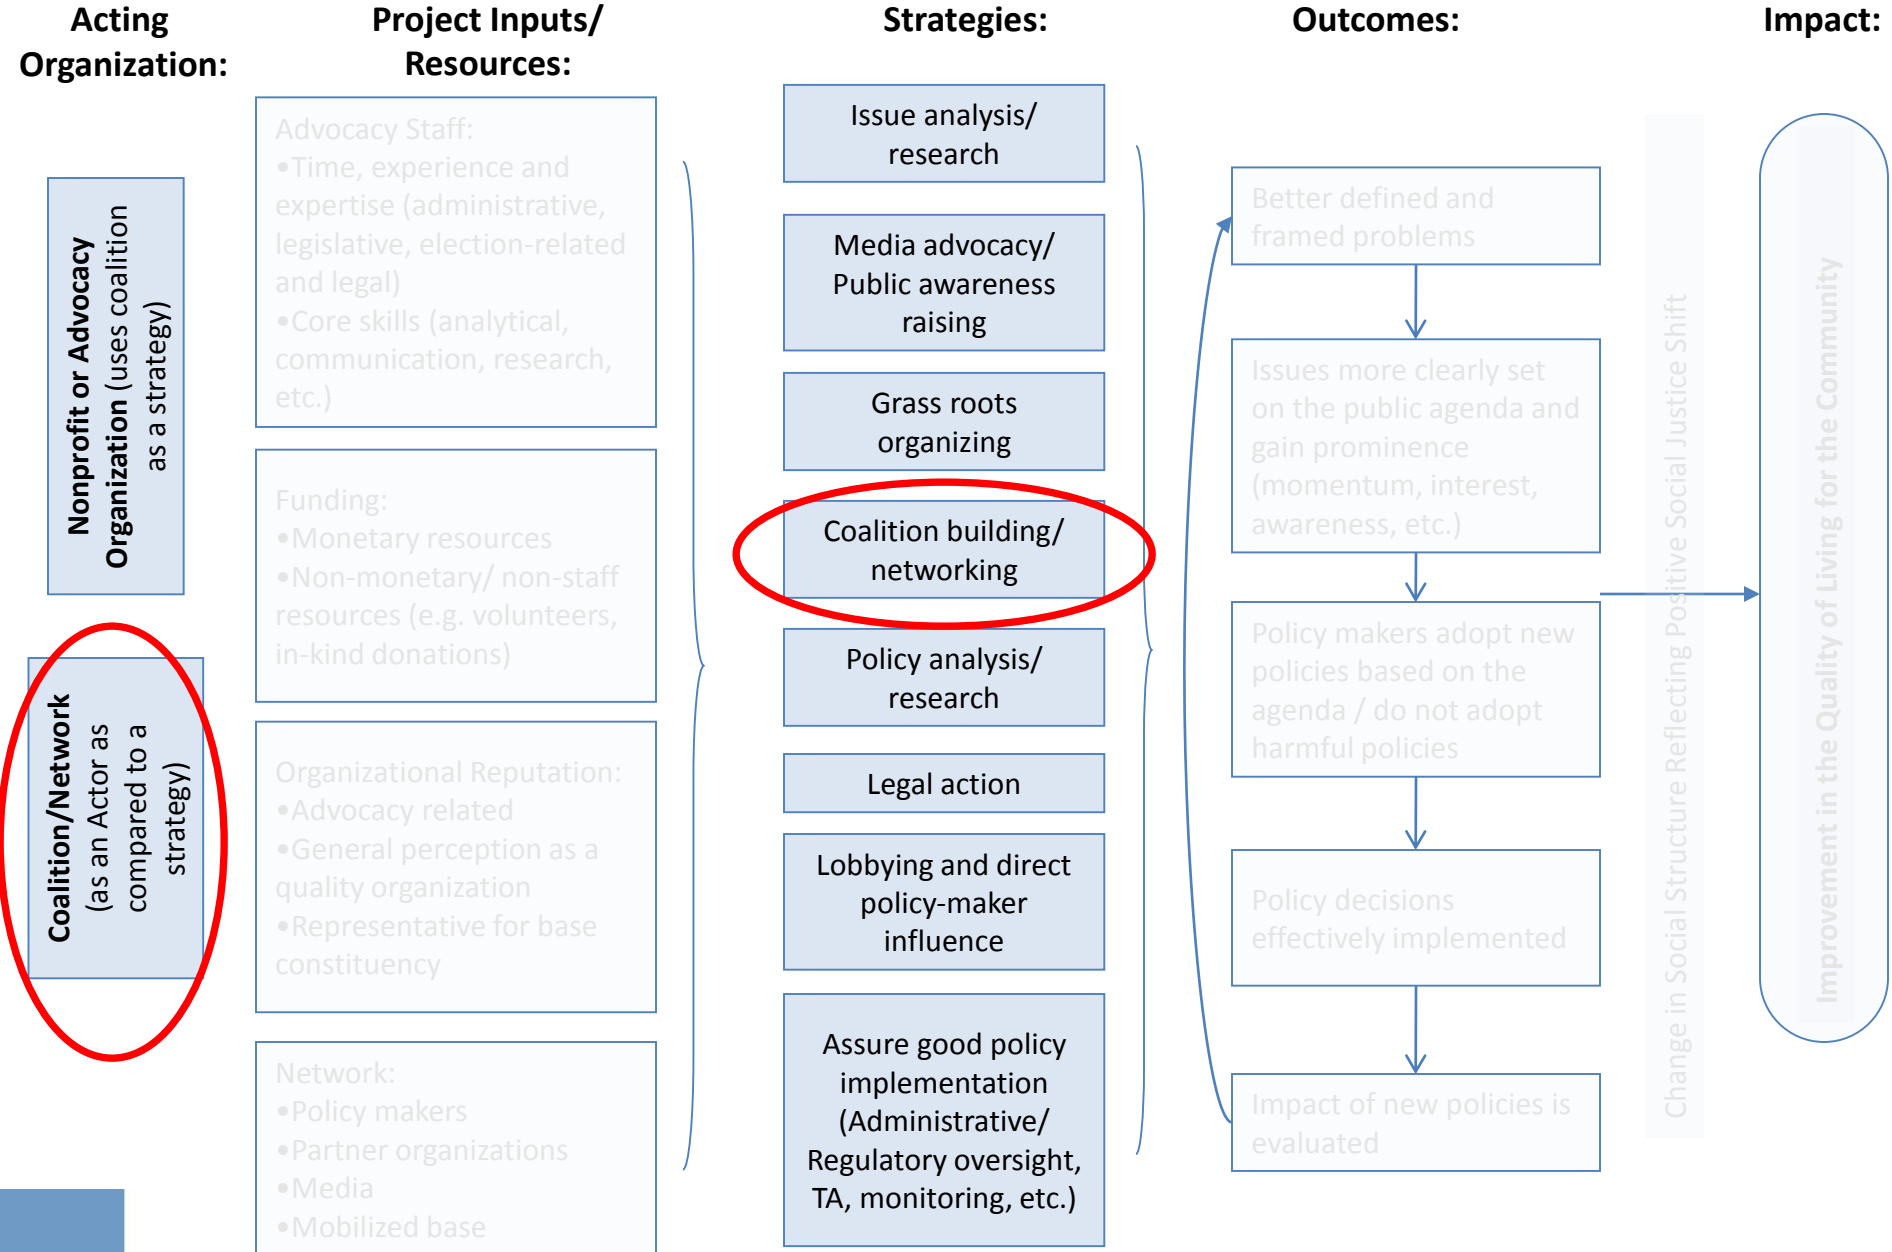 Acting
Organization:
Project Inputs/
Resources:
Strategies:
Outcomes:
Impact:
Nonprofit or Advocacy
Organization (uses coalition
as a strategy)
Coalition/Network
(as an Actor as
compared to a
strategy)
Advocacy Staff:
•Time, experience and
expertise (administrative,
legislative, election-related
and legal)
•Core skills (analytical,
communication, research,
etc.)
Funding:
•Monetary resources
•Non-monetary/ non-staff
resources (e.g. volunteers,
in-kind donations)
Organizational Reputation:
•Advocacy related
•General perception as a
quality organization
•Representative for base
constituency
Network:
•Policy makers
•Partner organizations
•Media
•Mobilized base
Issue analysis/
research
Media advocacy/
Public awareness
raising
Grass roots
organizing
Coalition building/
networking
Policy analysis/
research
Legal action
Lobbying and direct
policy-maker
influence
Assure good policy
implementation
(Administrative/
Regulatory oversight,
TA, monitoring, etc.)
Better defined and
framed problems
Issues more clearly set
on the public agenda and
gain prominence
(momentum, interest,
awareness, etc.)
Policy makers adopt new
policies based on the
agenda / do not adopt
harmful policies
Policy decisions
effectively implemented
Impact of new policies is
evaluated
Change in Social Structure Reflecting Positive Social Justice Shift
Improvement in the Quality of Living for the Community